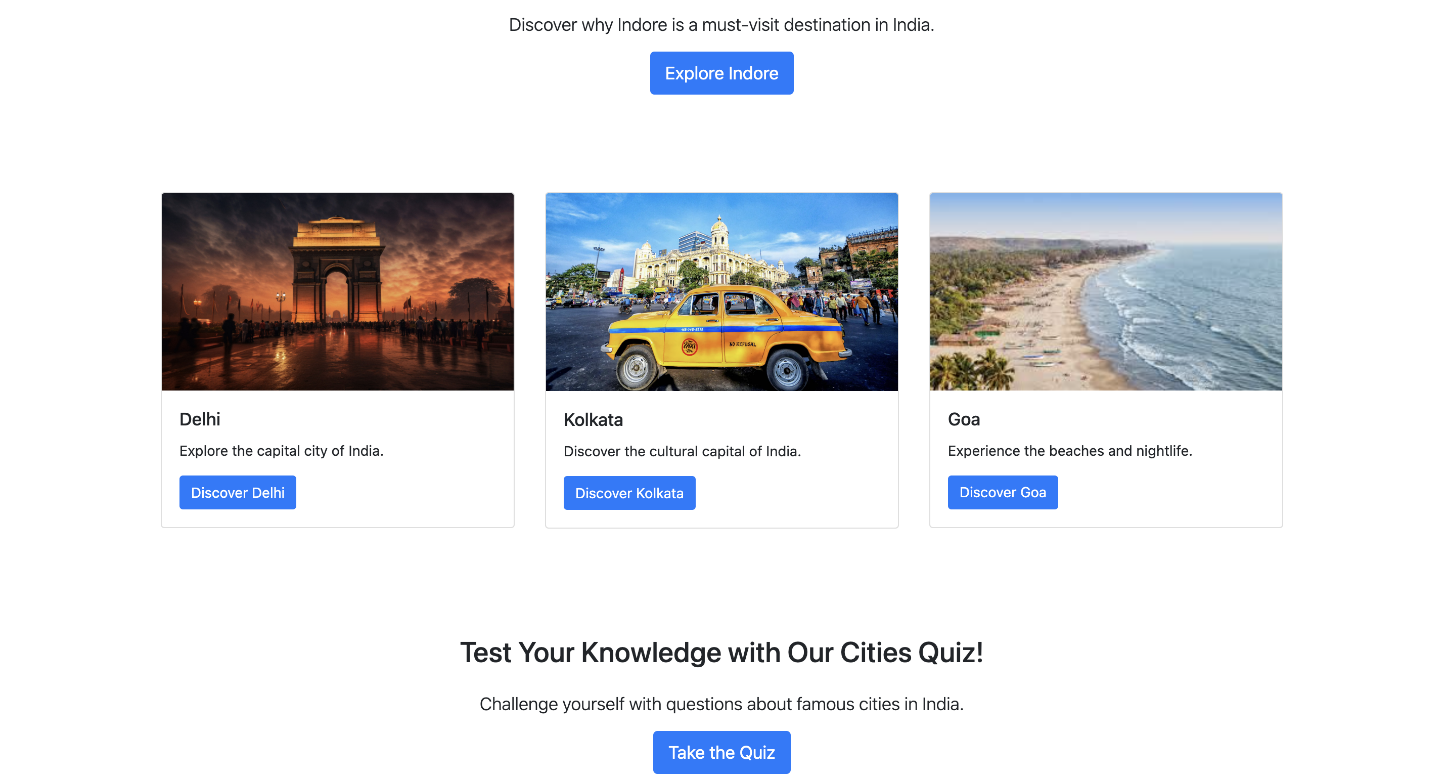 Discover why Indore is a must-visit destination in India.
Explore Indore
NO REFUSAL
Delhi
Explore the capital city of India.
Discover Delhi
Kolkata
Discover the cultural capital of India.
Discover Kolkata
Goa
Experience the beaches and nightlife.
Discover Goa
Test Your Knowledge with Our Cities Quiz!
Challenge yourself with questions about famous cities in India.
Take the Quiz